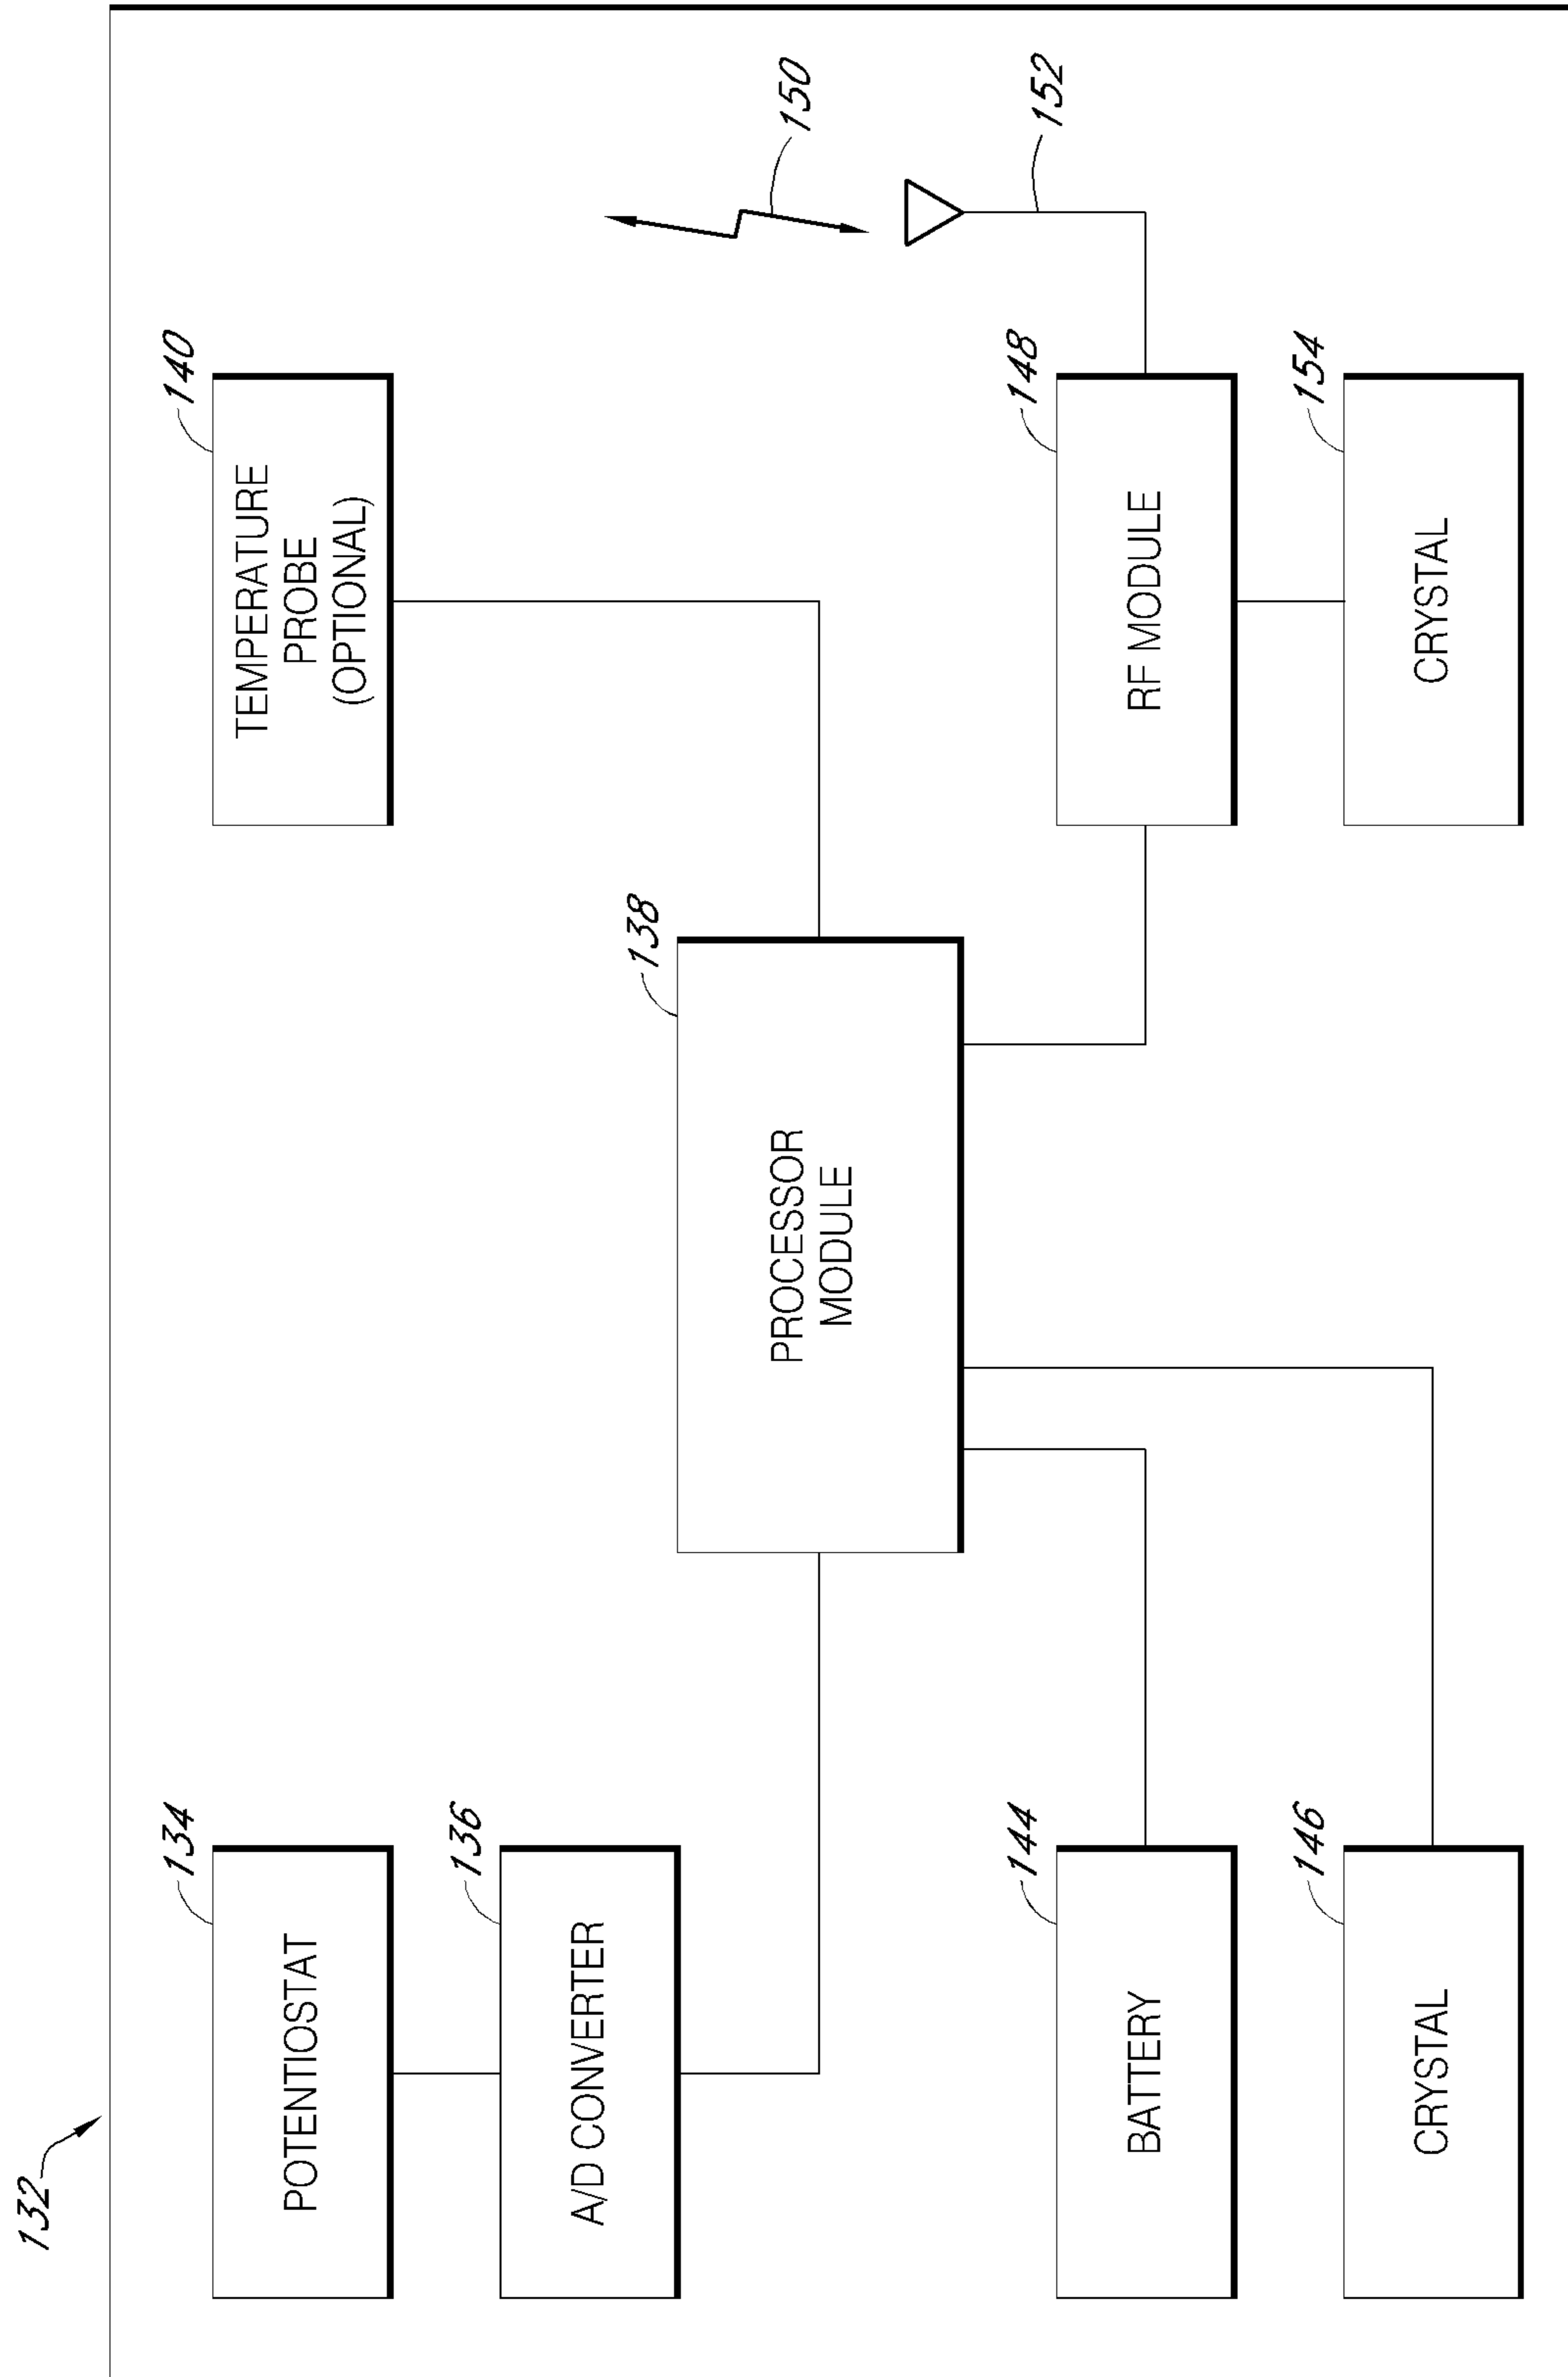 132
134
POTENTIOSTAT
140
TEMPERATURE
PROBE
(OPTIONAL)
136
A/D CONVERTER
138
PROCESSOR
MODULE
150
152
144
BATTERY
148
RF MODULE
146
CRYSTAL
154
CRYSTAL